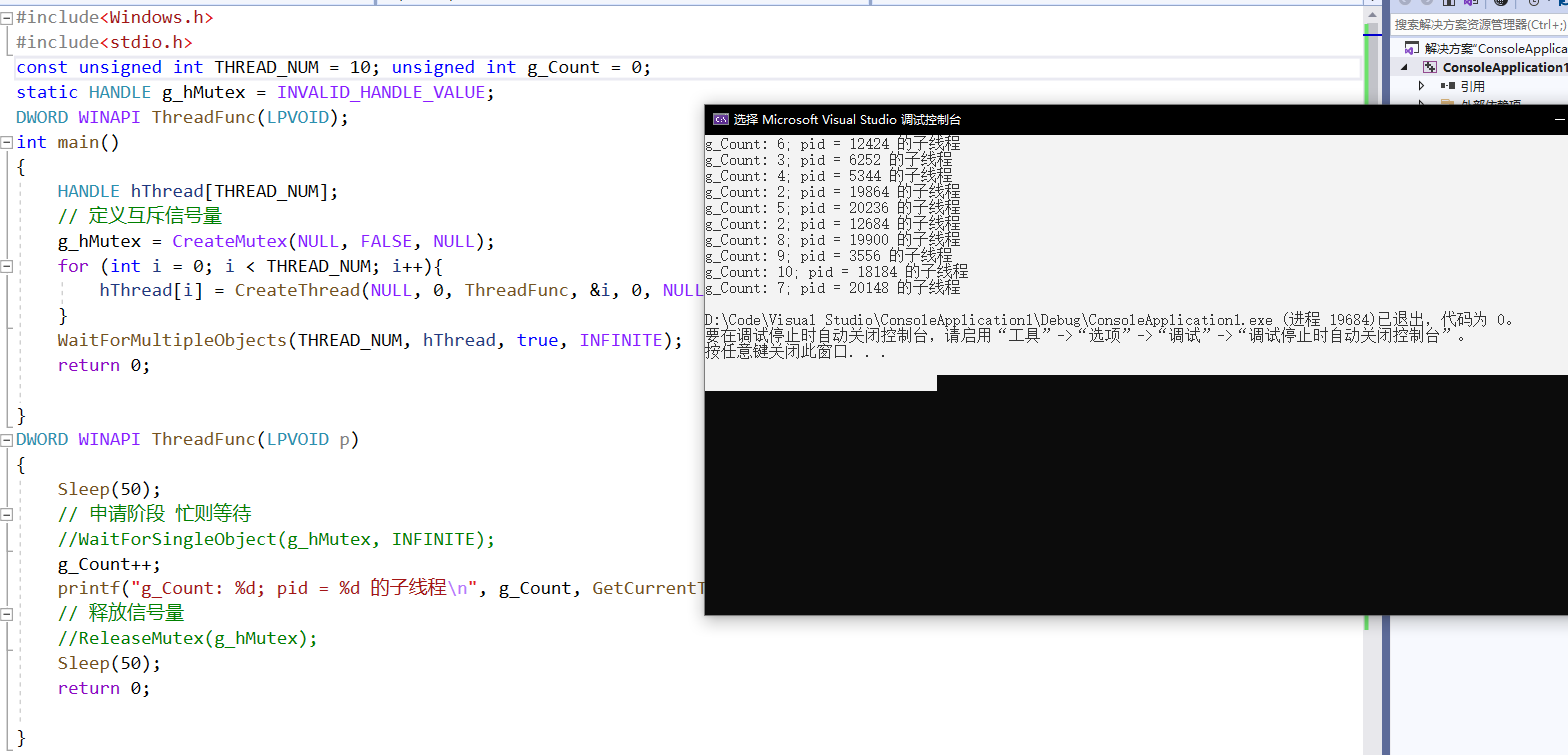 #include<Windows.h>
#include<stdio.h>
const unsigned int THREAD_NUM = 10; unsigned int g_Count = 0;
static HANDLE g_hMutex = INVALID_HANDLE_VALUE;
DWORD WINAPI ThreadFunc(LPVOID);
int main()
{
HANDLE hThread[THREAD_NUM];
// 定义互斥信号量
g_hMutex = CreateMutex(NULL, FALSE, NULL);
for (int i = 0; i < THREAD_NUM; i++){
hThread[i] = CreateThread(NULL, 0, ThreadFunc, &i, 0, NULL
}
WaitForMultipleObjects(THREAD_NUM, hThread, true, INFINITE);
return 0;
}
DWORD WINAPI ThreadFunc(LPVOID p)
{
Sleep(50);
// 申请阶段 忙则等待
//WaitForSingleObject(g_hMutex, INFINITE);
g_Count++;
printf("g_Count: %d; pid = %d 的子线程\n", g_Count, GetCurrentT
// 释放信号量
//ReleaseMutex(g_hMutex);
Sleep(50);
return 0;
}
选择 Microsoft Visual Studio 调试控制台
g_Count: 6; pid = 12424 的子线程
g_Count: 3; pid = 6252 的子线程
g_Count: 4; pid = 5344 的子线程
g_Count: 2; pid = 19864 的子线程
g_Count: 5; pid = 20236 的子线程
g_Count: 2; pid = 12684 的子线程
g_Count: 8; pid = 19900 的子线程
g_Count: 9; pid = 3556 的子线程
g_Count: 10; pid = 18184 的子线程
g_Count: 7; pid = 20148 的子线程
D:\Code\Visual Studio\ConsoleApplication1\Debug\ConsoleApplication1.exe (进程 19684)已退出，代码为 0。
要在调试停止时自动关闭控制台，请启用“工具”->“选项”->“调试”->“调试停止时自动关闭控制台”。
按任意键关闭此窗口. . .
搜索解决方案资源管理器(Ctrl+;)
解决方案"ConsoleApplica
ConsoleApplication1
引用